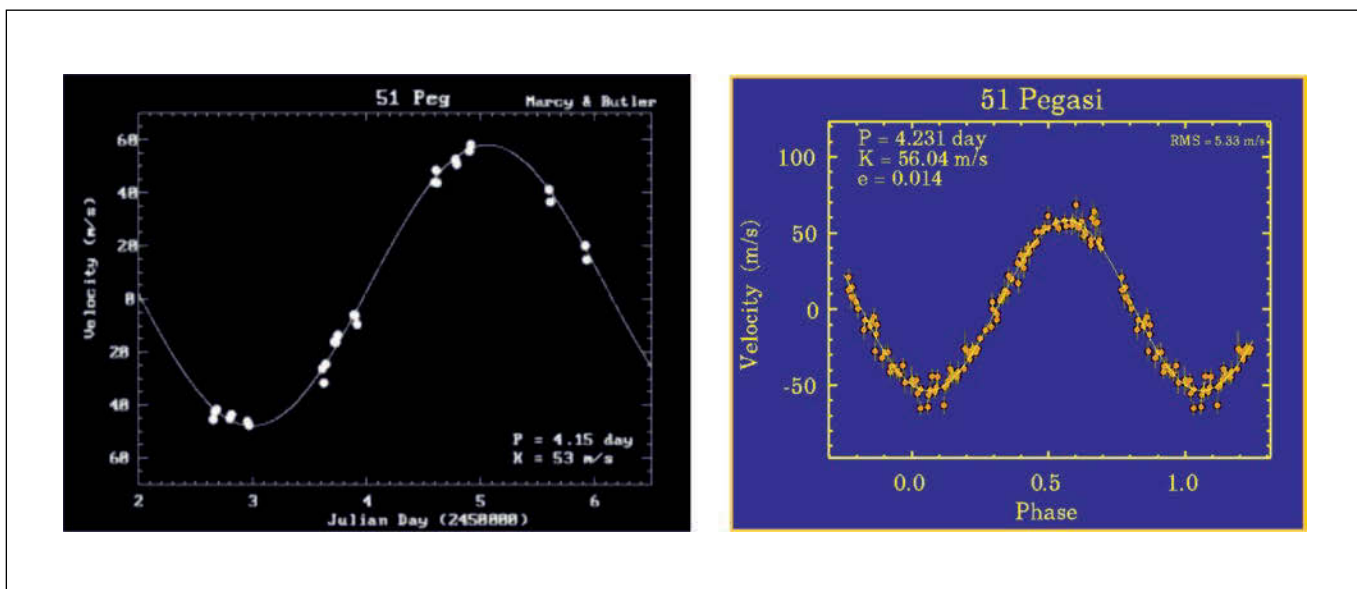 51 Peg
Marcy & Butler
60
40
20
0
20
40
60
Velocity (m/s)
P = 4.15 day
K = 53 m/s
2 3 4 5 6
Julian Day (2450000)
51 Pegasi
P = 4.231 day
K = 56.04 m/s
e = 0.014
RMS = 5.33 m/s
100
50
0
-50
Velocity (m/s)
0.0 0.5 1.0
Phase